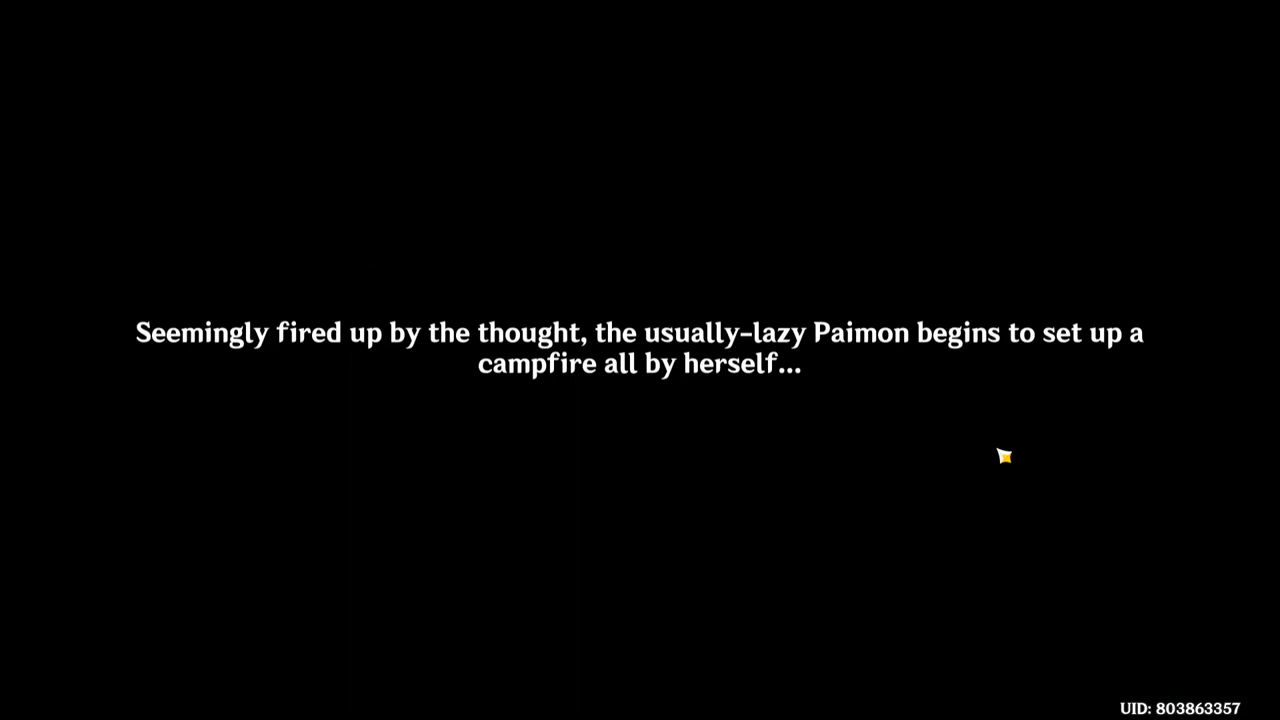 Seemingly fired up by the thought, the usually-lazy Paimon begins to set up a
campfire all by herself...
UID: 803863357